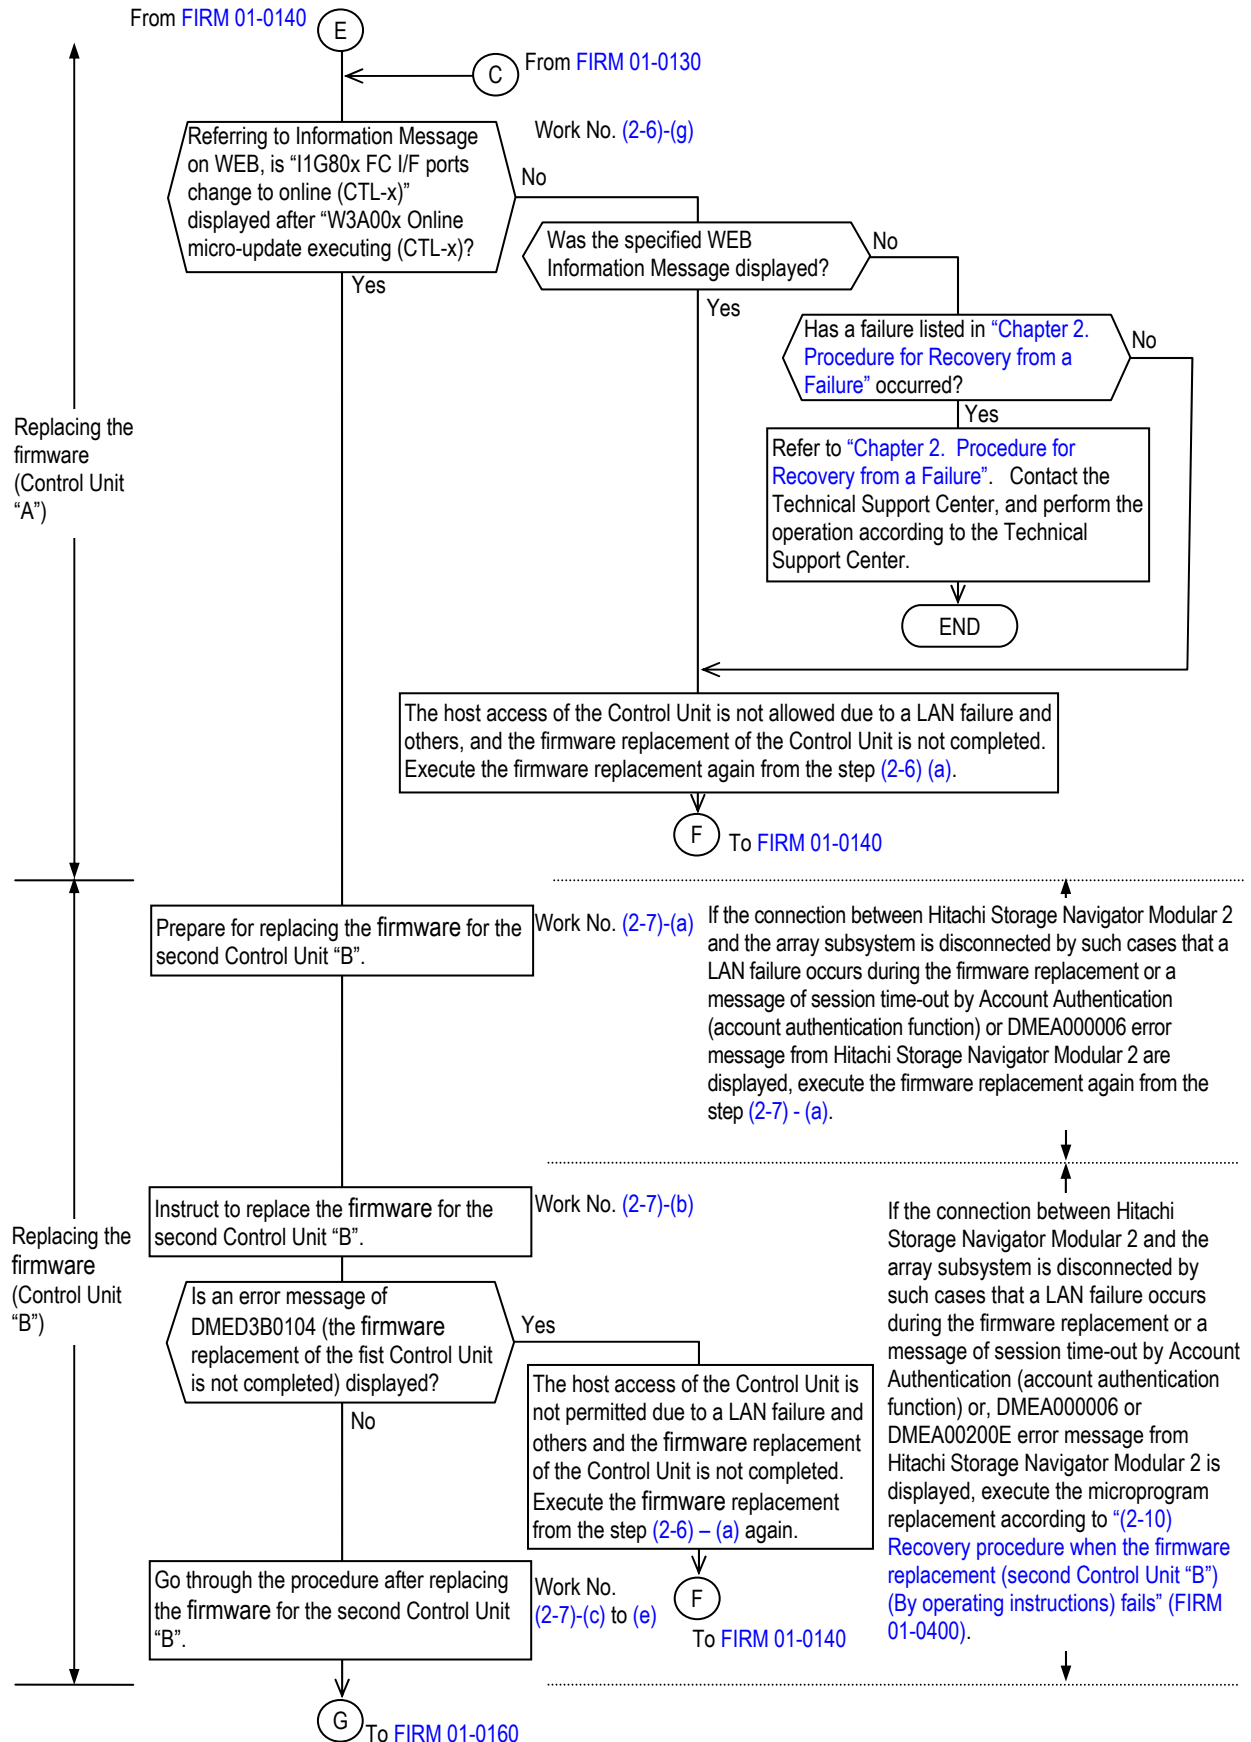 From FIRM 01-0140
E
C
From FIRM 01-0130
Referring to Information Message
on WEB, is “I1G80x FC I/F ports
change to online (CTL-x)”
displayed after “W3A00x Online
micro-update executing (CTL-x)?
Work No. (2-6)-(g)
No
Yes
Was the specified WEB
Information Message displayed?
No
Yes
Has a failure listed in “Chapter 2.
Procedure for Recovery from a
Failure” occurred?
No
Yes
Refer to “Chapter 2. Procedure for
Recovery from a Failure”. Contact the
Technical Support Center, and perform the
operation according to the Technical
Support Center.
END
Replacing the
firmware
(Control Unit
“A”)
The host access of the Control Unit is not allowed due to a LAN failure and
others, and the firmware replacement of the Control Unit is not completed.
Execute the firmware replacement again from the step (2-6) (a).
F
To FIRM 01-0140
Prepare for replacing the firmware for the
second Control Unit “B”.
Work No. (2-7)-(a)
If the connection between Hitachi Storage Navigator Modular 2
and the array subsystem is disconnected by such cases that a
LAN failure occurs during the firmware replacement or a
message of session time-out by Account Authentication
(account authentication function) or DMEA000006 error
message from Hitachi Storage Navigator Modular 2 are
displayed, execute the firmware replacement again from the
step (2-7) - (a).
Instruct to replace the firmware for the
second Control Unit “B”.
Work No. (2-7)-(b)
Replacing the
firmware
(Control Unit
“B”)
Is an error message of
DMED3B0104 (the firmware
replacement of the fist Control Unit
is not completed) displayed?
Yes
No
The host access of the Control Unit is
not permitted due to a LAN failure and
others and the firmware replacement
of the Control Unit is not completed.
Execute the firmware replacement
from the step (2-6) – (a) again.
F
To FIRM 01-0140
If the connection between Hitachi
Storage Navigator Modular 2 and the
array subsystem is disconnected by
such cases that a LAN failure occurs
during the firmware replacement or a
message of session time-out by Account
Authentication (account authentication
function) or, DMEA000006 or
DMEA00200E error message from
Hitachi Storage Navigator Modular 2 is
displayed, execute the microprogram
replacement according to “(2-10)
Recovery procedure when the firmware
replacement (second Control Unit “B”)
(By operating instructions) fails” (FIRM
01-0400).
Go through the procedure after replacing
the firmware for the second Control Unit
“B”.
Work No.
(2-7)-(c) to (e)
G
To FIRM 01-0160